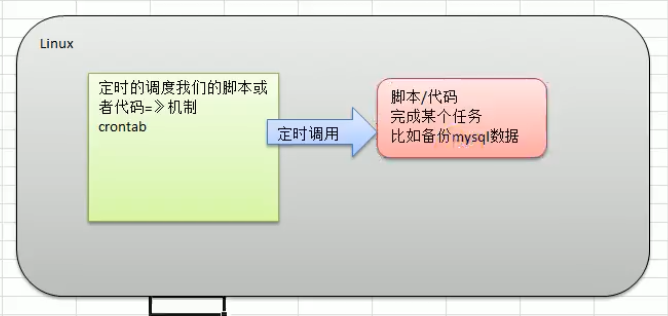 Linux
定时的调度我们的脚本或
者代码=》机制
crontab
定时调用
脚本/代码
完成某个任务
比如备份mysql数据